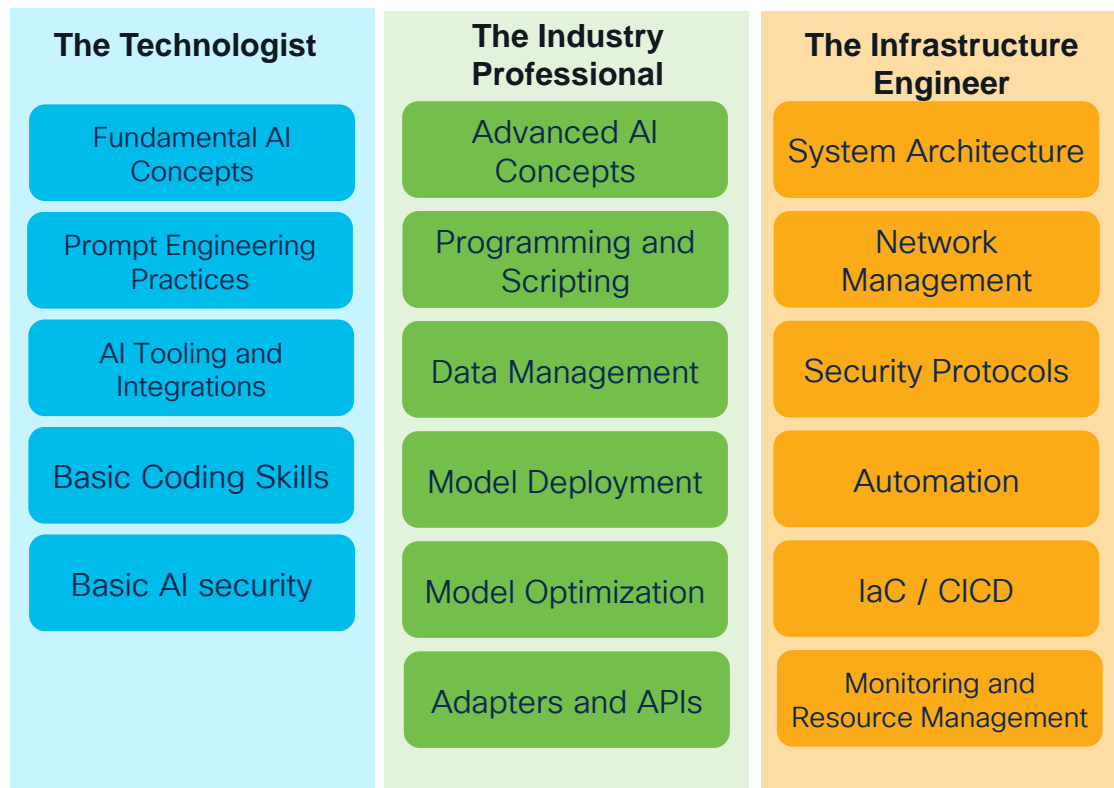 The Technologist
Fundamental AI
Concepts
Prompt Engineering
Practices
AI Tooling and
Integrations
Basic Coding Skills
Basic AI security
The Industry
Professional
Advanced AI
Concepts
Programming and
Scripting
Data Management
Model Deployment
Model Optimization
Adapters and APIs
The Infrastructure
Engineer
System Architecture
Network
Management
Security Protocols
Automation
IaC / CICD
Monitoring and
Resource Management